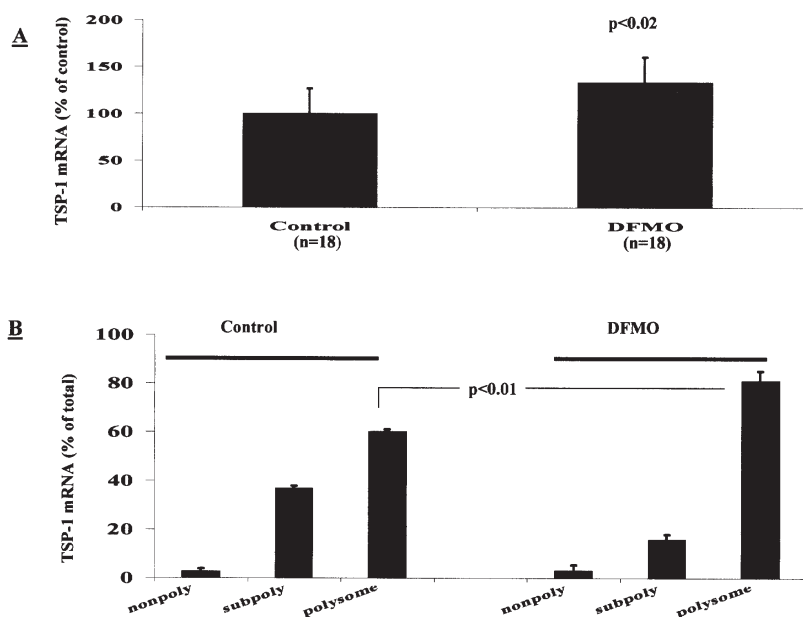 A
TSP-1 mRNA (% of control)
200
150
100
50
0
p<0.02
Control
(n=18)
DFMO
(n=18)
B
TSP-1 mRNA (% of total)
100
80
60
40
20
0
Control
DFMO
p<0.01
nonpoly
subpoly
polysome
nonpoly
subpoly
polysome